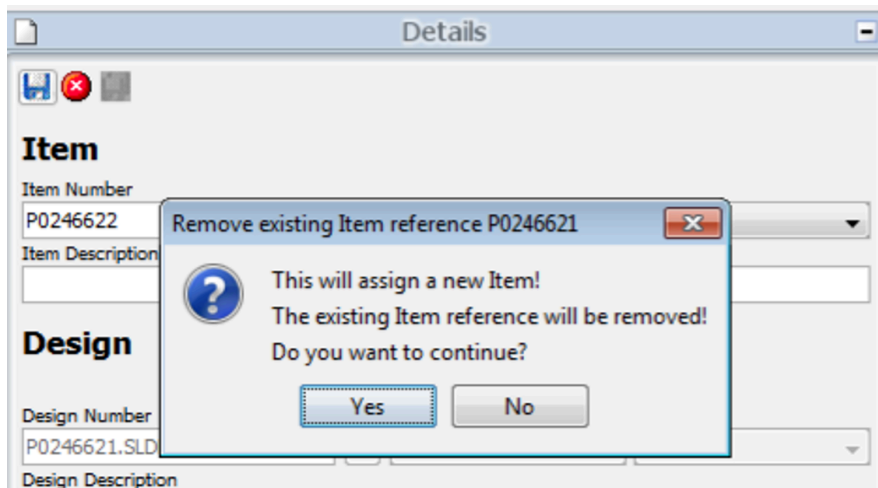 Details
Item
Item Number
P0246622
Item Description
Remove existing Item reference P0246621
This will assign a new Item!
The existing Item reference will be removed!
Do you want to continue?
Yes
No
Design
Design Number
P0246621.SLD
Design Description